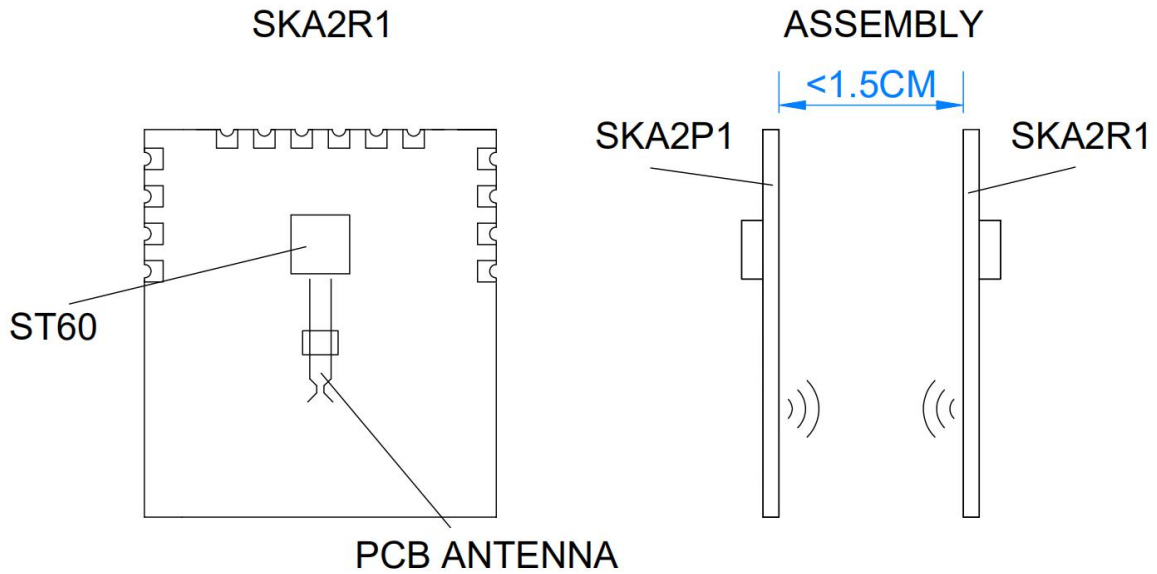 SKA2R1
ASSEMBLY
<1.5CM
SKA2P1
SKA2R1
ST60
PCB ANTENNA